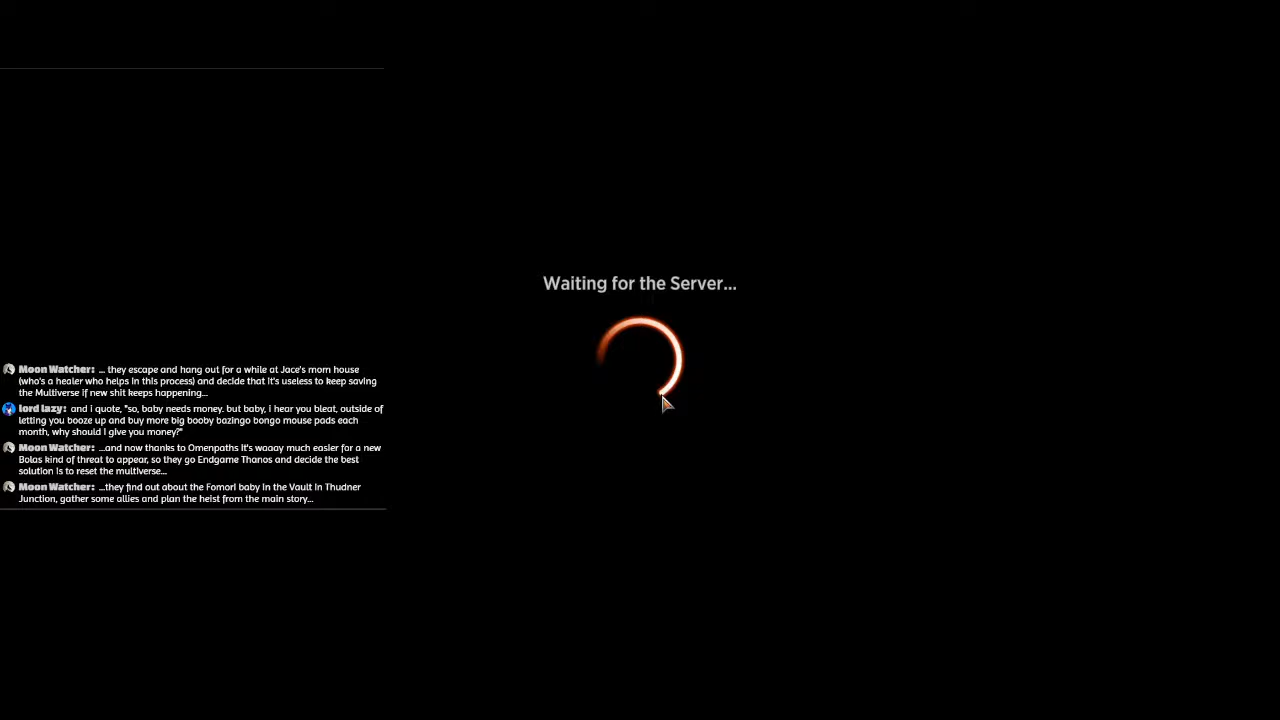 Waiting for the Server...
Moon Watcher: ... they escape and hang out for a while at Jace's mom house
(who's a healer who helps in this process) and decide that it's useless to keep saving
the Multiverse if new shit keeps happening...
lord lazy: and i quote, "so, baby needs money. but baby, i hear you bleat, outside of
letting you booze up and buy more big booby bazingo bongo mouse pads each
month, why should I give you money?"
Moon Watcher: ...and now thanks to Omenpaths it's waaay much easier for a new
Bolas kind of threat to appear, so they go Endgame Thanos and decide the best
solution is to reset the multiverse...
Moon Watcher: ...they find out about the Fomori baby in the Vault in Thudner
Junction, gather some allies and plan the heist from the main story...